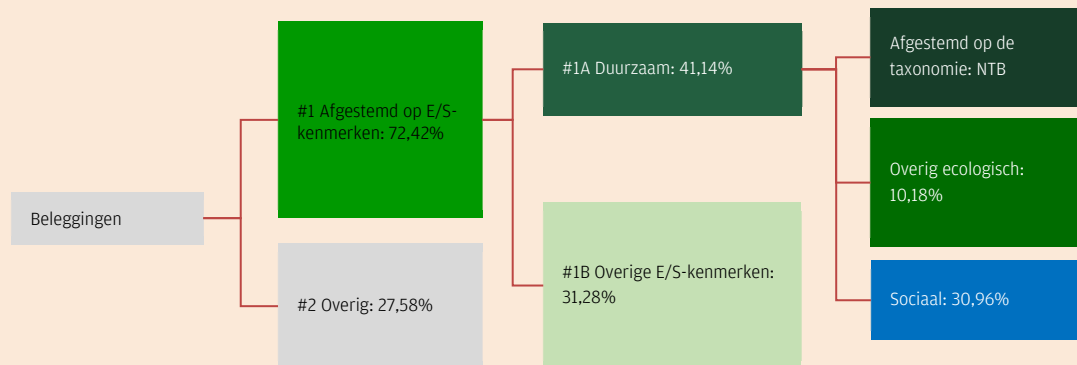 Beleggingen
#1 Afgestemd op E/S-
kenmerken: 72,42%
#2 Overig: 27,58%
#1A Duurzaam: 41,14%
#1B Overige E/S-kenmerken:
31,28%
Afgestemd op de
taxonomie: NTB
Overig ecologisch:
10,18%
Sociaal: 30,96%